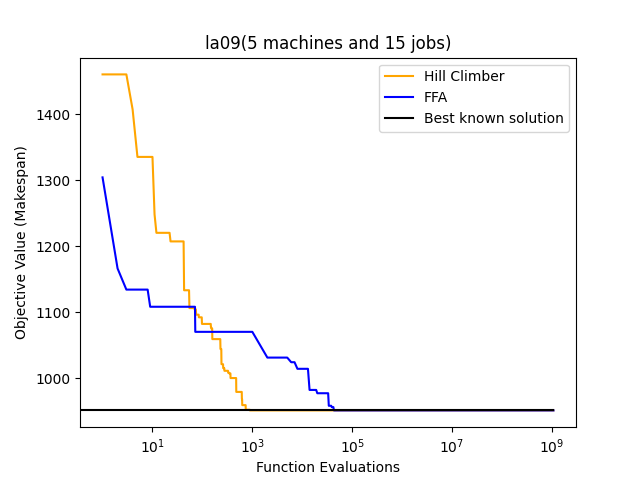 la09(5 machines and 15 jobs)
Hill Climber
FFA
Best known solution
Objective Value (Makespan)
1400
1300
1200
1100
1000
10^1 10^3 10^5 10^7 10^9
Function Evaluations